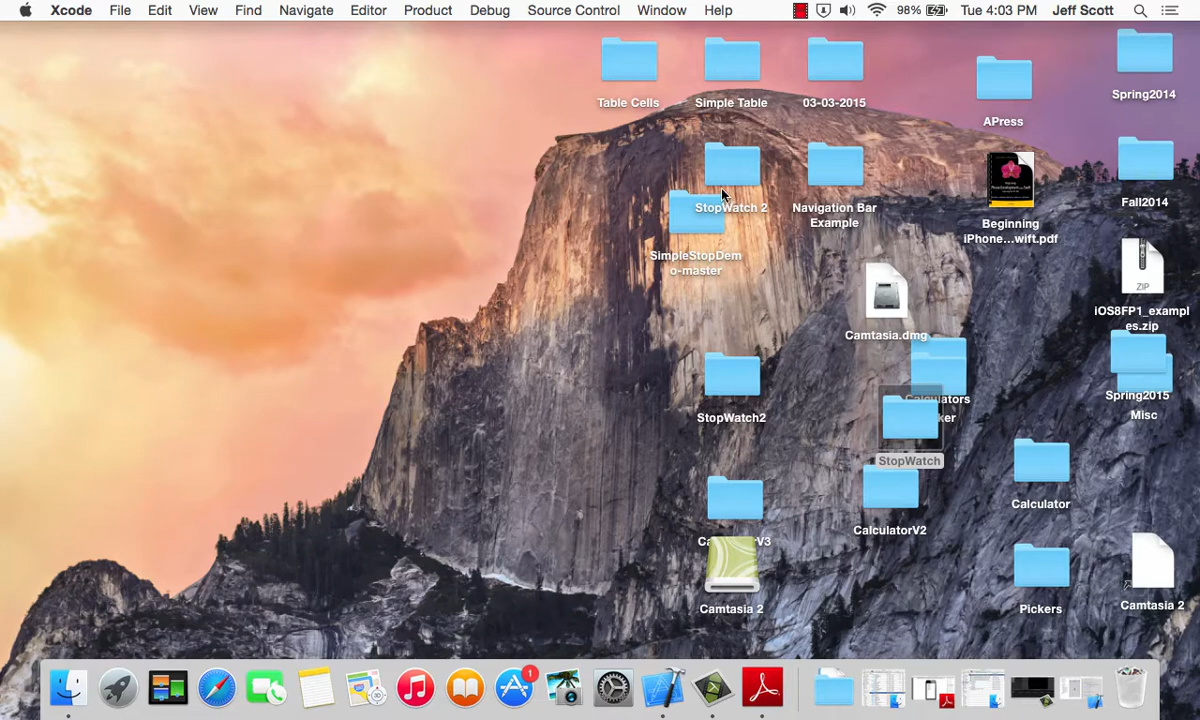 Xcode File Edit View Find Navigate Editor Product Debug Source Control Window Help 98% Tue 4:03 PM Jeff Scott
Table Cells
Simple Table
03-03-2015
APress
Spring2014
StopWatch 2
Navigation Bar
Example
Beginning
iPhone...wift.pdf
Fall2014
SimpleStopDem
o-master
ZIP
iOS8FP1_exampl
es.zip
Camtasia.dmg
Spring2015
Misc
StopWatch2
StopWatch
Calculator
CalculatorV2
Camtasia 2
Pickers
Camtasia 2
1